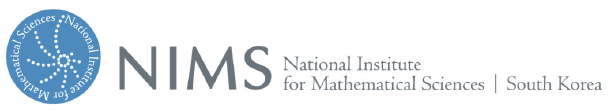 National Institute for Mathematical Sciences
NIMS
National Institute
for Mathematical Sciences | South Korea